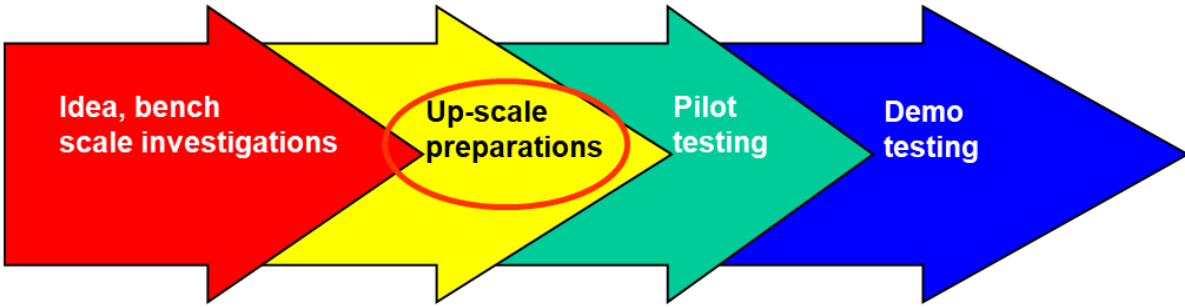 Idea, bench
scale investigations
Up-scale
preparations
Pilot
testing
Demo
testing